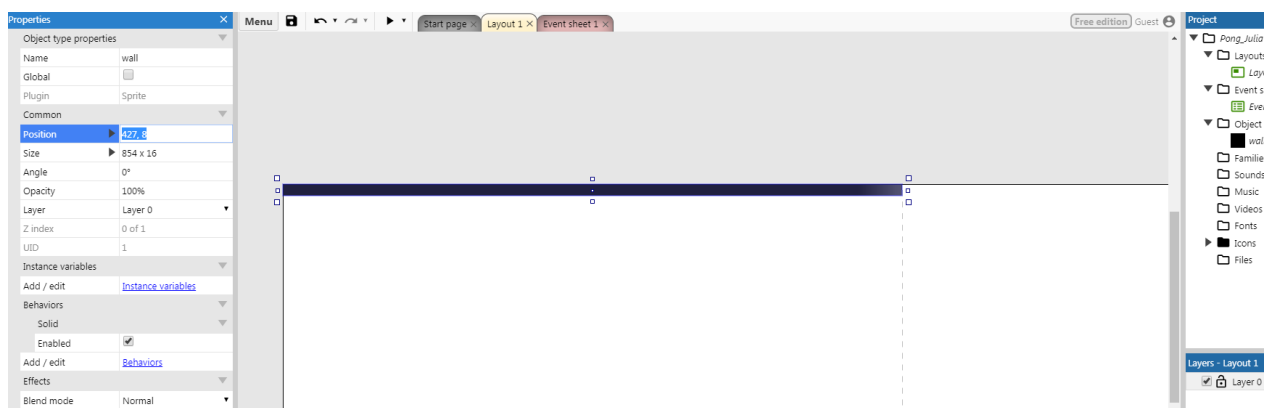 Properties
Object type properties
Name wall
Global
Plugin Sprite
Common
Position 427, 8
Size 854 x 16
Angle 0°
Opacity 100%
Layer Layer 0
Z index 0 of 1
UID 1
Instance variables
Add / edit Instance variables
Behaviors
Solid
Enabled
Add / edit Behaviors
Effects
Blend mode Normal
Menu
Start page
Layout 1
Event sheet 1
Free edition
Guest
Project
Pong_Julia
Layouts
Lay
Event s
Eve
Object
wal
Familie
Sounds
Music
Videos
Fonts
Icons
Files
Layers - Layout 1
Layer 0